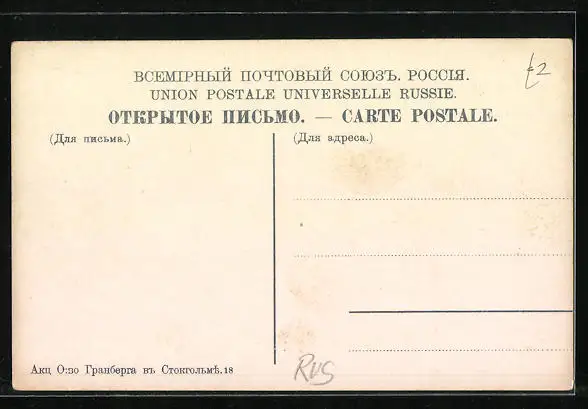 ВСЕМІРНЫЙ ПОЧТОВЫЙ СОЮЗЪ. РОССІЯ.
UNION POSTALE UNIVERSELLE RUSSIE.
ОТКРЫТОЕ ПИСЬМО. — CARTE POSTALE.
(Для письма.)
(Для адреса.)
Акц О:во Гранберга въ Стокгольмѣ.18
RUS